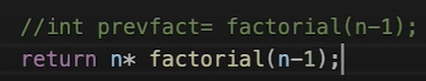 //int prevfact= factorial(n-1);
return n* factorial(n-1);